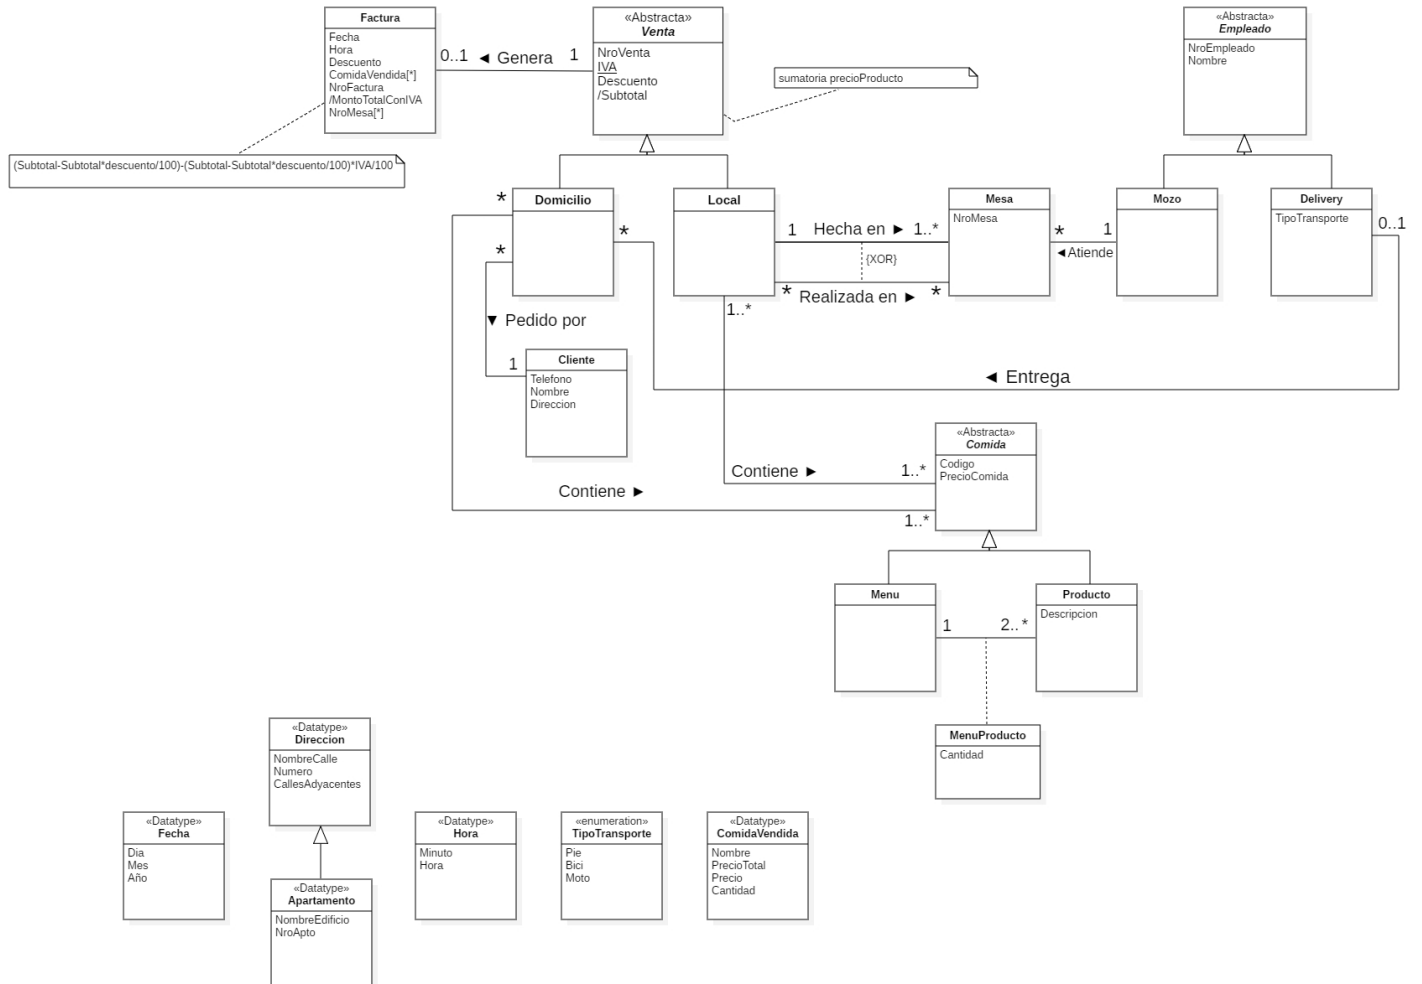 Factura
Fecha
Hora
Descuento
ComidaVendida[*]
NroFactura
/MontoTotalConIVA
NroMesa[*]
0..1
◄ Genera
1
«Abstracta»
Venta
NroVenta
IVA
Descuento
/Subtotal
sumatoria precioProducto
«Abstracta»
Empleado
NroEmpleado
Nombre
(Subtotal-Subtotal*descuento/100)-(Subtotal-Subtotal*descuento/100)*IVA/100
Domicilio
*
*
*
Local
1
Hecha en ►
1..*
{XOR}
*
Realizada en ►
*
1..*
Mesa
NroMesa
*
1
◄Atiende
Mozo
Delivery
TipoTransporte
0..1
▼ Pedido por
1
Cliente
Telefono
Nombre
Direccion
◄ Entrega
«Abstracta»
Comida
Codigo
PrecioComida
Contiene ►
1..*
Contiene ►
1..*
Menu
1
2..*
Producto
Descripcion
MenuProducto
Cantidad
«Datatype»
Direccion
NombreCalle
Numero
CallesAdyacentes
«Datatype»
Fecha
Dia
Mes
Año
«Datatype»
Hora
Minuto
Hora
«enumeration»
TipoTransporte
Pie
Bici
Moto
«Datatype»
ComidaVendida
Nombre
PrecioTotal
Precio
Cantidad
«Datatype»
Apartamento
NombreEdificio
NroApto